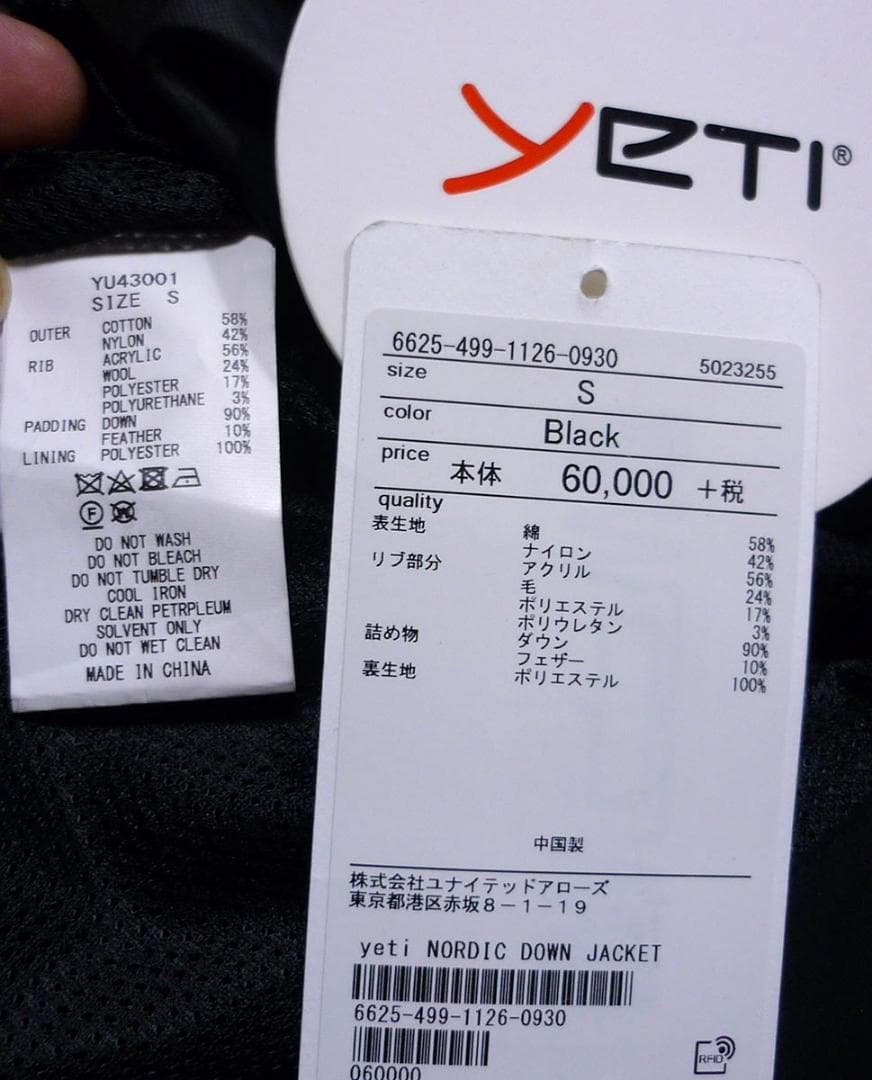 yeti®
YU43001
SIZE S
OUTER COTTON 58%
NYLON 42%
RIB ACRYLIC 56%
WOOL 24%
POLYESTER 17%
POLYURETHANE 3%
PADDING DOWN 90%
FEATHER 10%
LINING POLYESTER 100%
F
W
DO NOT WASH
DO NOT BLEACH
DO NOT TUMBLE DRY
COOL IRON
DRY CLEAN PETRPLEUM
SOLVENT ONLY
DO NOT WET CLEAN
MADE IN CHINA
6625-499-1126-0930 5023255
size S
color Black
price 本体 60,000 +税
quality
表生地 綿 58%
ナイロン 42%
リブ部分 アクリル 56%
毛 24%
ポリエステル 17%
ポリウレタン 3%
詰め物 ダウン 90%
フェザー 10%
裏生地 ポリエステル 100%
中国製
株式会社ユナイテッドアローズ
東京都港区赤坂8-1-19
yeti NORDIC DOWN JACKET
6625-499-1126-0930
RFID
060000